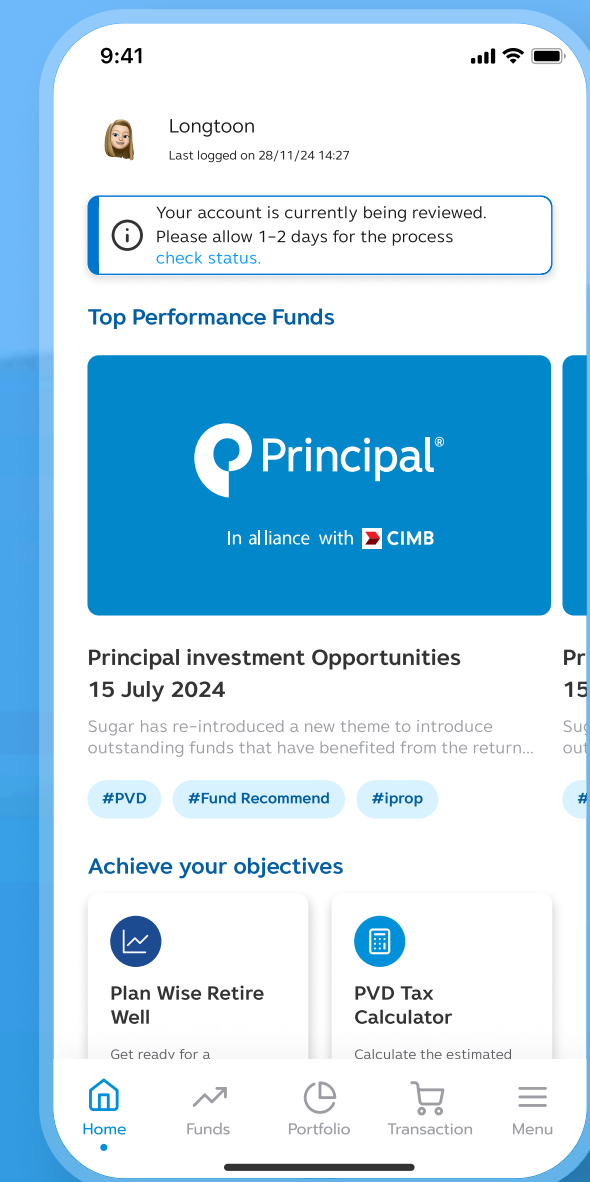 9:41
Longtoon
Last logged on 28/11/24 14:27
Your account is currently being reviewed.
Please allow 1-2 days for the process
check status.
Top Performance Funds
Principal®
In alliance with CIMB
Principal investment Opportunities
15 July 2024
Sugar has re-introduced a new theme to introduce
outstanding funds that have benefited from the return...
Pr
15
Sug
out
#PVD
#Fund Recommend
#iprop
#
Achieve your objectives
Plan Wise Retire
Well
Get ready for a
PVD Tax
Calculator
Calculate the estimated
Home
Funds
Portfolio
Transaction
Menu